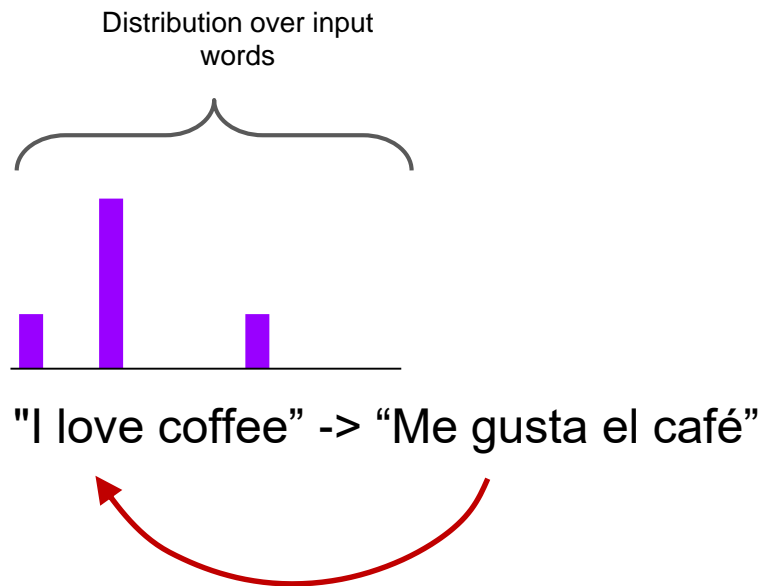 Distribution over input
words
"I love coffee” -> “Me gusta el café”